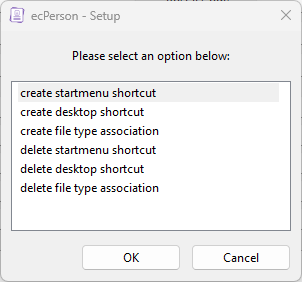 ecPerson - Setup
Please select an option below:
create startmenu shortcut
create desktop shortcut
create file type association
delete startmenu shortcut
delete desktop shortcut
delete file type association
OK
Cancel